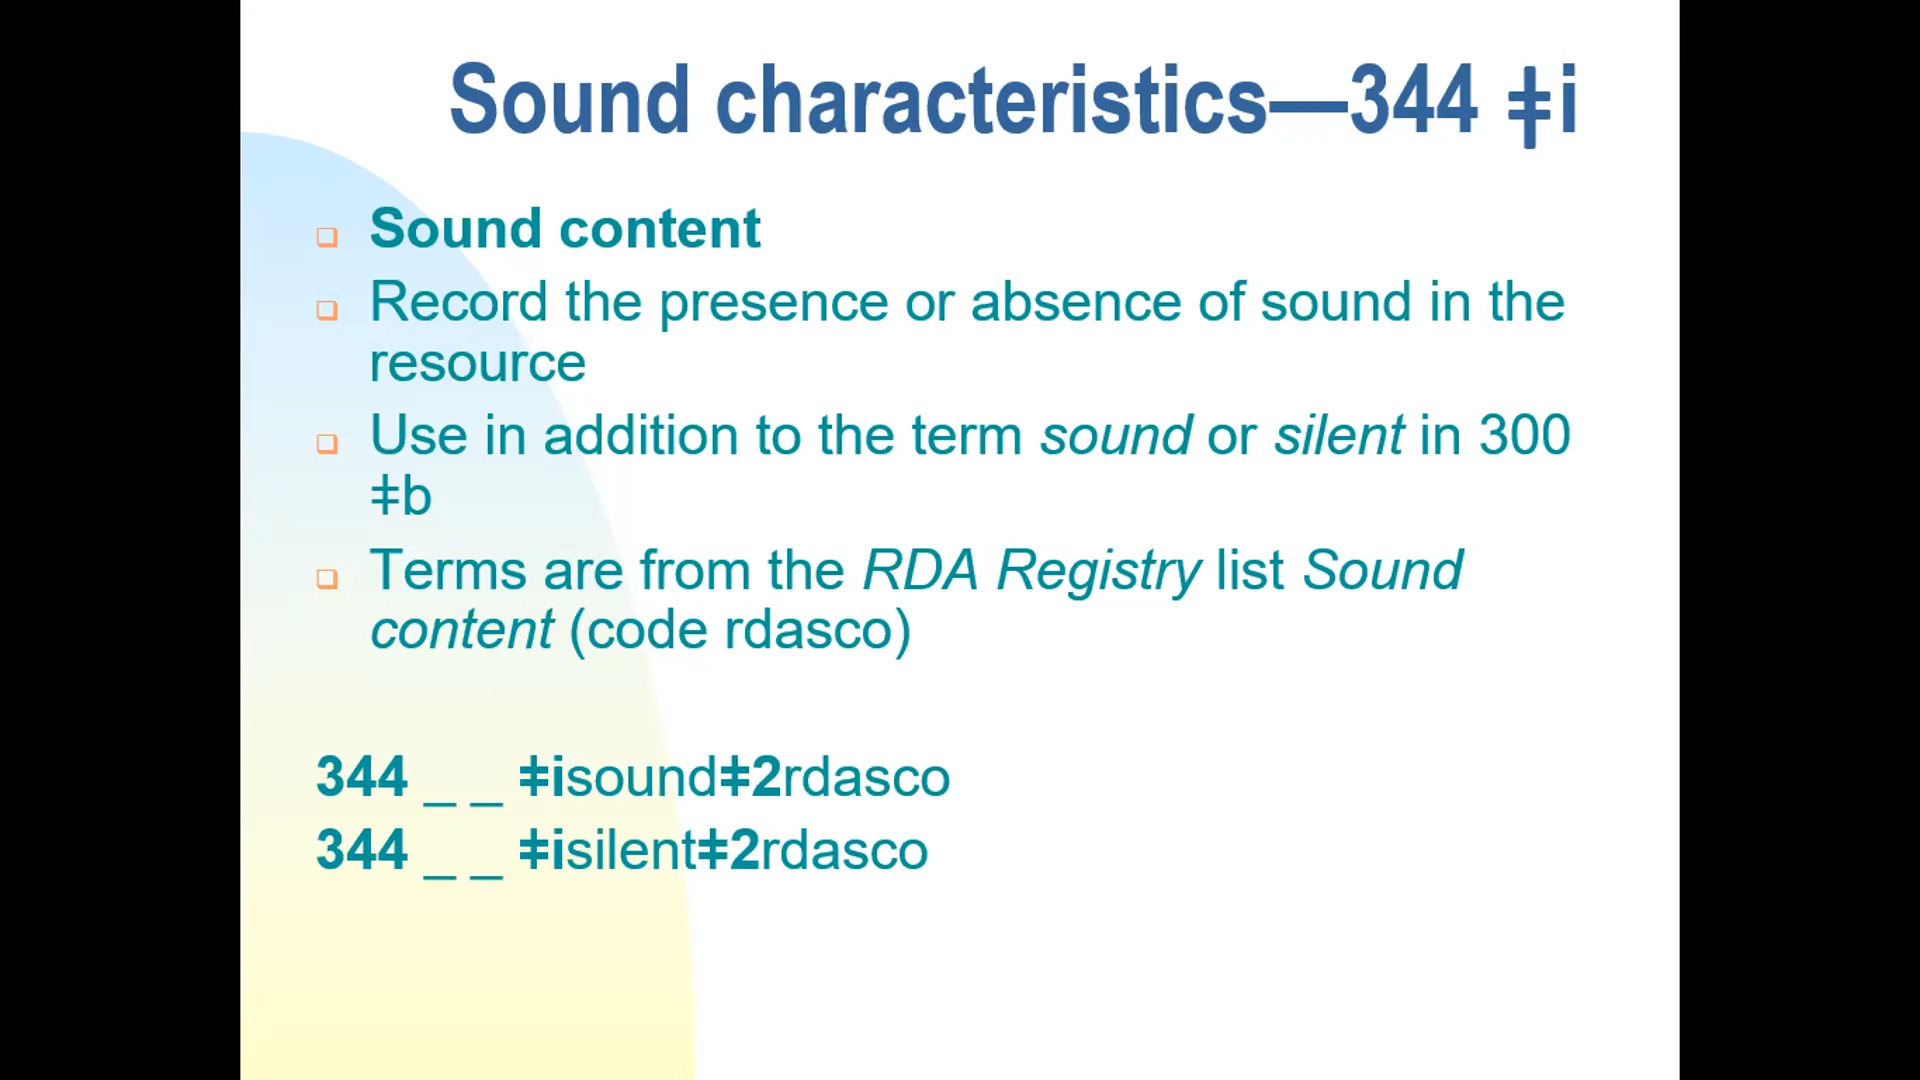 Sound characteristics—344 ǂi
❑ Sound content
❑ Record the presence or absence of sound in the
resource
❑ Use in addition to the term sound or silent in 300
ǂb
❑ Terms are from the RDA Registry list Sound
content (code rdasco)
344 _ _ ǂisoundǂ2rdasco
344 _ _ ǂisilentǂ2rdasco